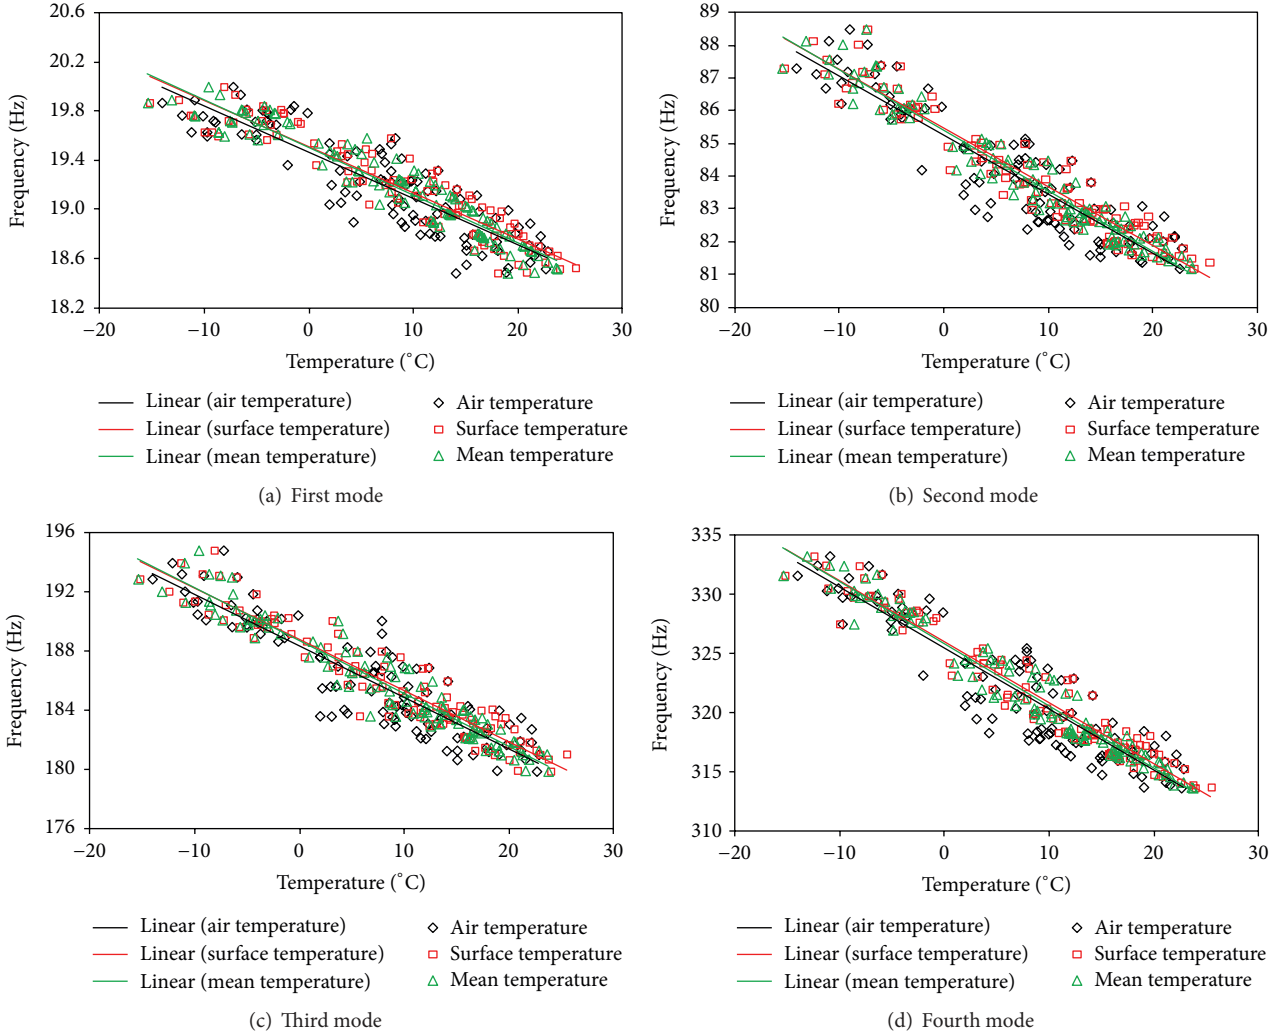 20.6
20.2
19.8
19.4
19.0
18.6
18.2
Frequency (Hz)
−20 −10 0 10 20 30
Temperature (˚C)
Linear (air temperature)
Linear (surface temperature)
Linear (mean temperature)
Air temperature
Surface temperature
Mean temperature
(a) First mode
89
88
87
86
85
84
83
82
81
80
Frequency (Hz)
−20 −10 0 10 20 30
Temperature (˚C)
Linear (air temperature)
Linear (surface temperature)
Linear (mean temperature)
Air temperature
Surface temperature
Mean temperature
(b) Second mode
196
192
188
184
180
176
Frequency (Hz)
−20 −10 0 10 20 30
Temperature (˚C)
Linear (air temperature)
Linear (surface temperature)
Linear (mean temperature)
Air temperature
Surface temperature
Mean temperature
(c) Third mode
335
330
325
320
315
310
Frequency (Hz)
−20 −10 0 10 20 30
Temperature (˚C)
Linear (air temperature)
Linear (surface temperature)
Linear (mean temperature)
Air temperature
Surface temperature
Mean temperature
(d) Fourth mode